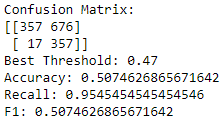 Confusion Matrix:
[[357 676]
 [ 17 357]]
Best Threshold: 0.47
Accuracy: 0.5074626865671642
Recall: 0.9545454545454546
F1: 0.5074626865671642